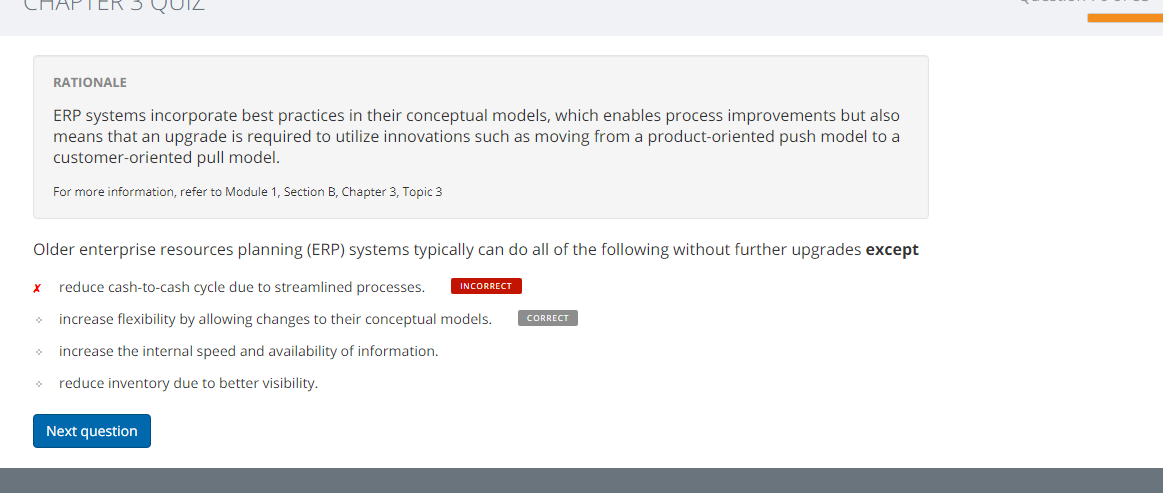 CHAPTER 3 QUIZ
RATIONALE
ERP systems incorporate best practices in their conceptual models, which enables process improvements but also
means that an upgrade is required to utilize innovations such as moving from a product-oriented push model to a
customer-oriented pull model.
For more information, refer to Module 1, Section B, Chapter 3, Topic 3
Older enterprise resources planning (ERP) systems typically can do all of the following without further upgrades except
✗ reduce cash-to-cash cycle due to streamlined processes. INCORRECT
increase flexibility by allowing changes to their conceptual models. CORRECT
increase the internal speed and availability of information.
reduce inventory due to better visibility.
Next question